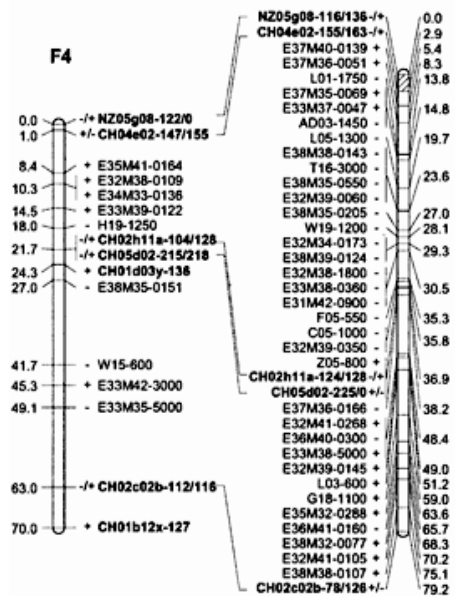 F4
0.0 -/+ NZ05g08-122/0
1.0 +/- CH04e02-147/155
8.4 + E35M41-0164
10.3 + E32M38-0109
+ E34M33-0136
14.5 + E33M39-0122
18.0 - H19-1250
21.7 -/+ CH02h11a-104/128
-/+ CH05d02-215/218
24.3 + CH01d03y-136
27.0 - E38M35-0151
41.7 - W15-600
45.3 + E33M42-3000
49.1 - E33M35-5000
63.0 -/+ CH02c02b-112/116
70.0 + CH01b12x-127
NZ05g08-116/136 -/+ 0.0
CH04e02-155/163 -/+ 2.9
E37M40-0139 + 5.4
E37M36-0051 + 8.3
L01-1750 - 13.8
E37M35-0069 +
E33M37-0047 + 14.8
AD03-1450 -
L05-1300 - 19.7
E38M38-0143 -
T16-3000 - 23.6
E38M35-0550 -
E32M39-0060 -
E38M35-0205 - 27.0
W19-1200 - 28.1
E32M34-0173 - 29.3
E38M39-0124 -
E32M38-1800 - 30.5
E33M38-0360 -
E31M42-0900 -
F05-550 - 35.3
C05-1000 - 35.8
E32M39-0350 -
Z05-800 +
CH02h11a-124/128 -/+ 36.9
CH05d02-225/0 +/-
E37M36-0166 - 38.2
E32M41-0268 +
E36M40-0300 - 48.4
E33M38-5000 +
E32M39-0145 + 49.0
L03-600 + 51.2
G18-1100 + 59.0
E35M32-0288 + 63.6
E36M41-0160 - 65.7
E38M32-0077 + 68.3
E32M41-0105 + 70.2
E38M38-0107 + 75.1
CH02c02b-78/126 +/- 79.2